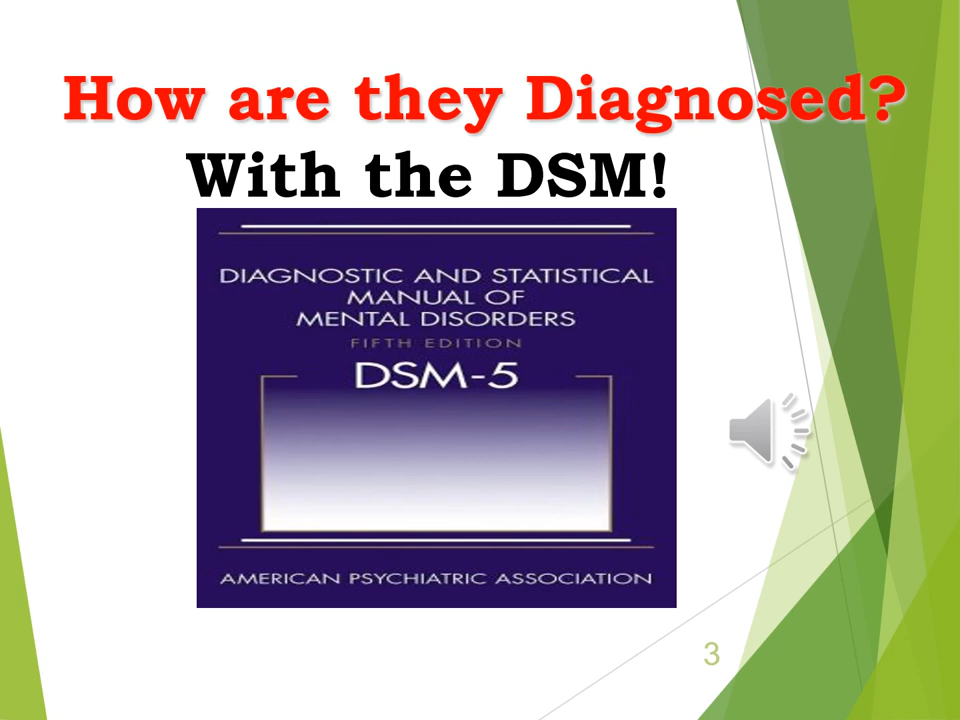 How are they Diagnosed?
With the DSM!
DIAGNOSTIC AND STATISTICAL
MANUAL OF
MENTAL DISORDERS
FIFTH EDITION
DSM-5
AMERICAN PSYCHIATRIC ASSOCIATION
3